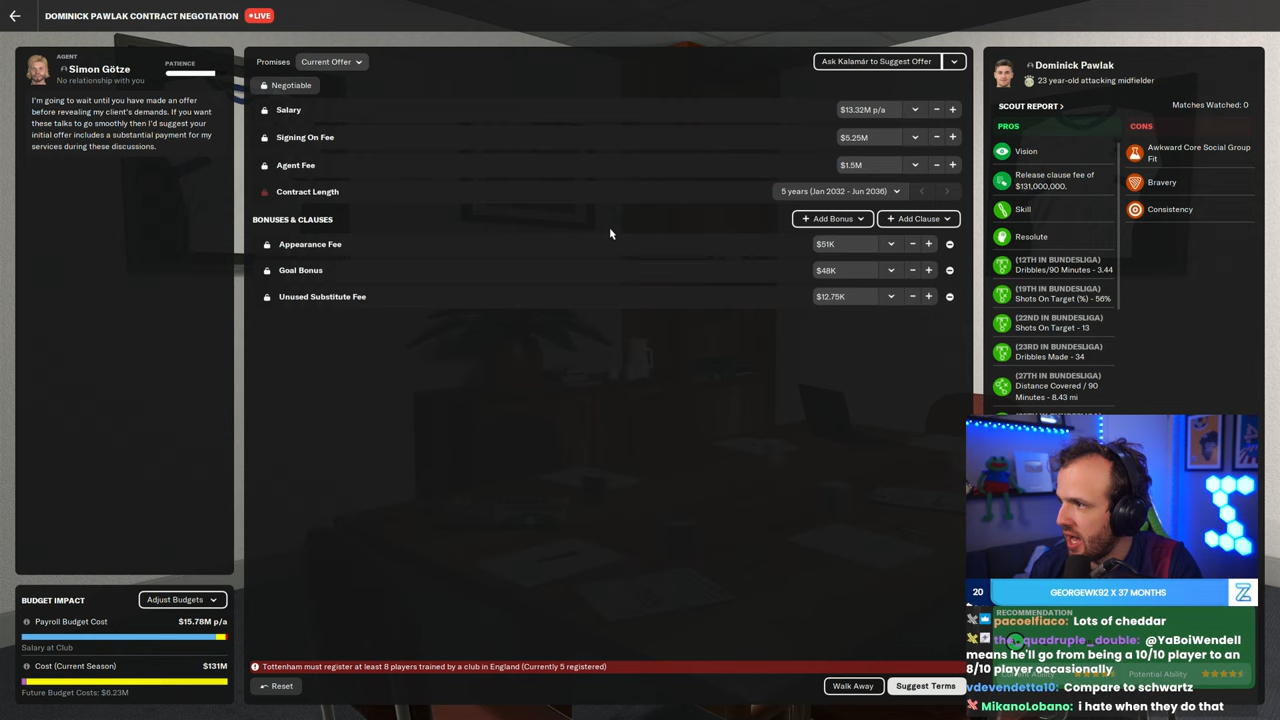 DOMINICK PAWLAK CONTRACT NEGOTIATION
LIVE
AGENT
Simon Götze
No relationship with you
PATIENCE
I'm going to wait until you have made an offer
before revealing my client's demands. If you want
these talks to go smoothly then I'd suggest your
initial offer includes a substantial payment for my
services during these discussions.
Promises
Current Offer
Ask Kalamár to Suggest Offer
Negotiable
Salary
$13.32M p/a
Signing On Fee
$5.25M
Agent Fee
$1.5M
Contract Length
5 years (Jan 2032 - Jun 2036)
BONUSES & CLAUSES
+ Add Bonus
+ Add Clause
Appearance Fee
$51K
Goal Bonus
$48K
Unused Substitute Fee
$12.75K
Dominick Pawlak
23 year-old attacking midfielder
SCOUT REPORT >
Matches Watched: 0
PROS
CONS
Vision
Awkward Core Social Group
Fit
Release clause fee of
$131,000,000.
Bravery
Skill
Consistency
Resolute
(12TH IN BUNDESLIGA)
Dribbles/90 Minutes - 3.44
(19TH IN BUNDESLIGA)
Shots On Target (%) - 56%
(22ND IN BUNDESLIGA)
Shots On Target - 13
(23RD IN BUNDESLIGA)
Dribbles Made - 34
(27TH IN BUNDESLIGA)
Distance Covered / 90
Minutes - 8.43 mi
BUDGET IMPACT
Adjust Budgets
Payroll Budget Cost
$15.78M p/a
Salary at Club
Cost (Current Season)
$131M
Future Budget Costs: $6.23M
Tottenham must register at least 8 players trained by a club in England (Currently 5 registered)
Reset
Walk Away
Suggest Terms
20
GEORGEWK92 X 37 MONTHS
RECOMMENDATION
pacoelfiaco: Lots of cheddar
the_quadruple_double: @YaBoiWendell
means he'll go from being a 10/10 player to an
8/10 player occasionally
Potential Ability
vdevendetta10: Compare to schwartz
MikanoLobano: i hate when they do that